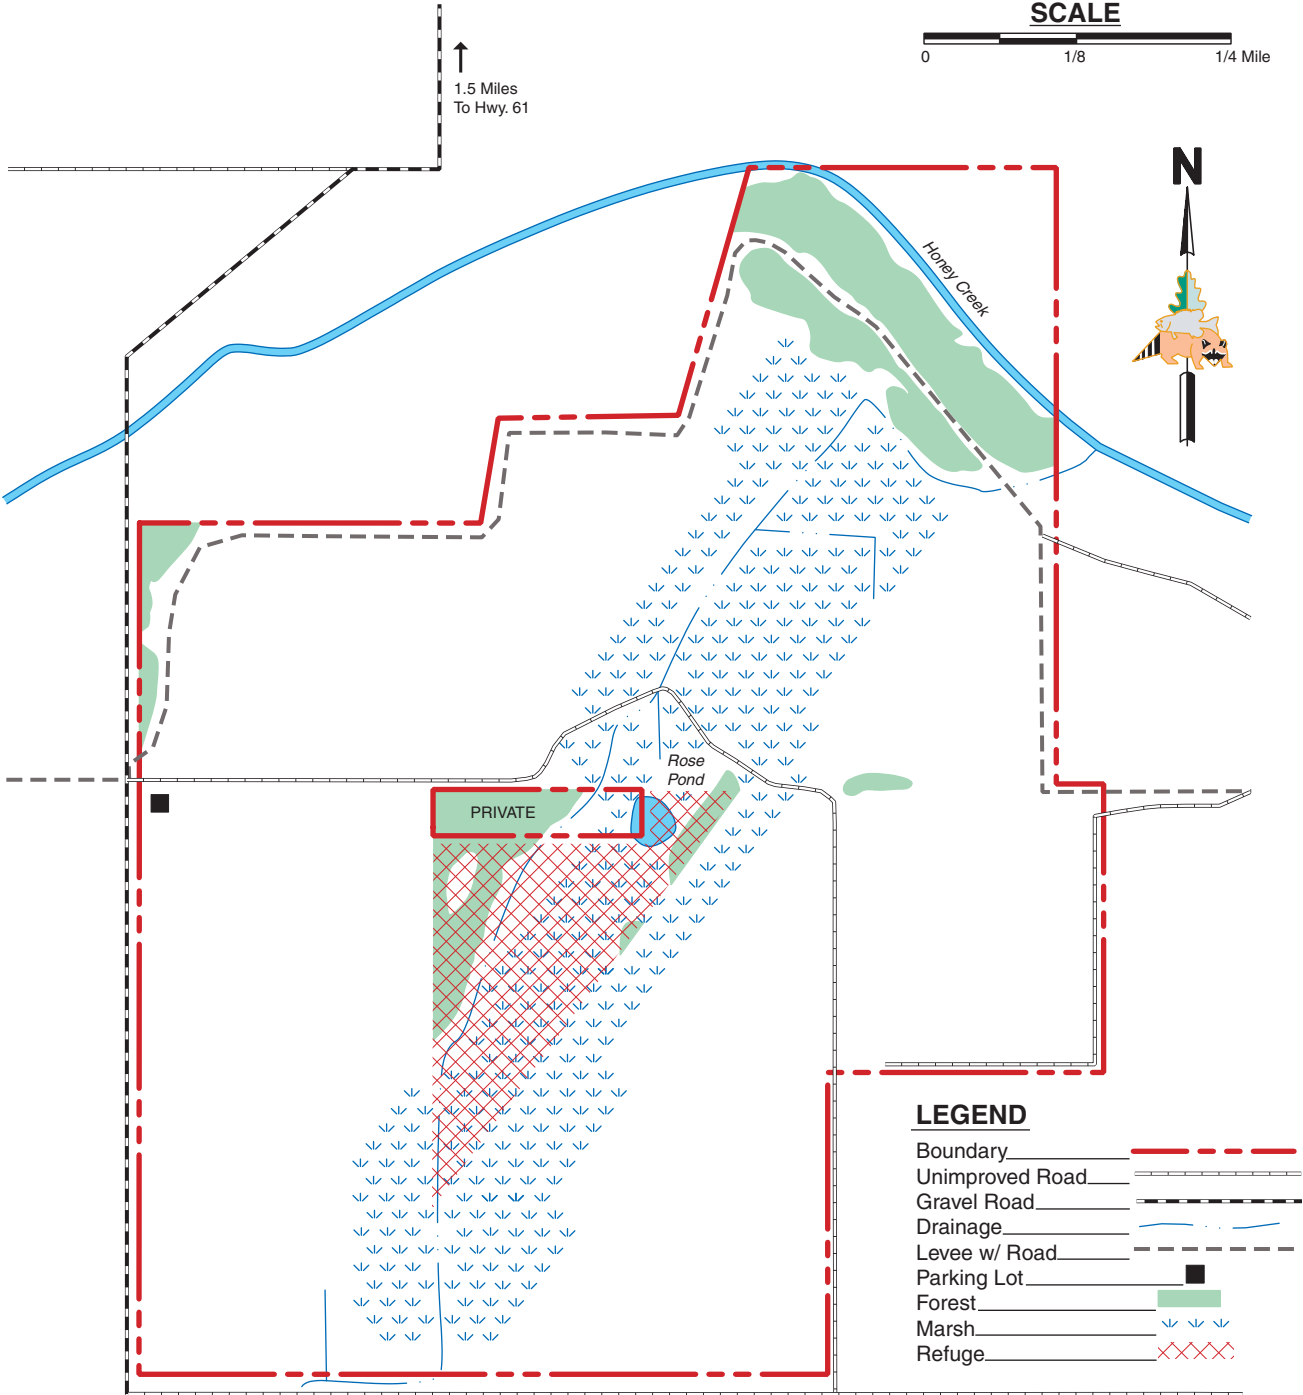 SCALE
0 1/8 1/4 Mile
1.5 Miles
To Hwy. 61
N
Honey Creek
Rose
Pond
PRIVATE
LEGEND
Boundary
Unimproved Road
Gravel Road
Drainage
Levee w/ Road
Parking Lot
Forest
Marsh
Refuge